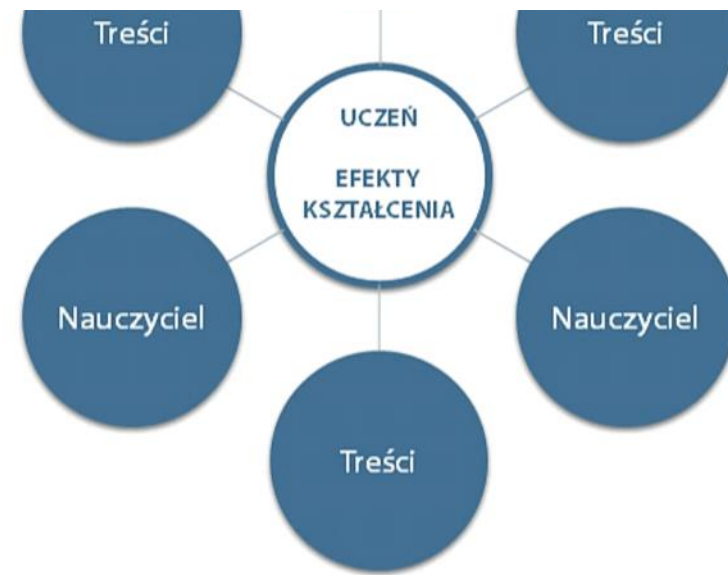 Treści
Treści
UCZEŃ
EFEKTY
KSZTAŁCENIA
Nauczyciel
Nauczyciel
Treści